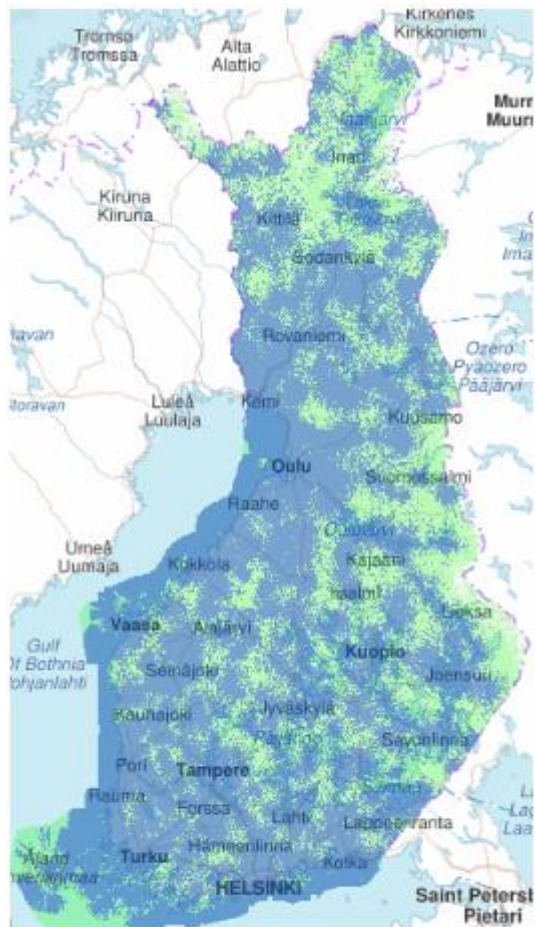 Kirkenes
Kirkkoniemi
Tromsø
Tromssa
Alta
Alattio
Murm
Muurm
Inari
Kiruna
Kiiruna
Kittilä
Sodankylä
Rovaniemi
Ozero
Pyaozero
Pääjärvi
Luleå
Luulaja
Kemi
Kuusamo
Oulu
Suomussalmi
Raahe
Oulujärvi
Umeå
Uumaja
Kokkola
Kajaani
Iisalmi
Lieksa
Vaasa
Alajärvi
Kuopio
Gulf
Of Bothnia
Pohjanlahti
Seinäjoki
Joensuu
Kauhajoki
Jyväskylä
Savonlinna
Pori
Tampere
Rauma
Forssa
Lahti
Lappeenranta
Hämeenlinna
Åland
Turku
Kotka
HELSINKI
Saint Petersb
Pietari